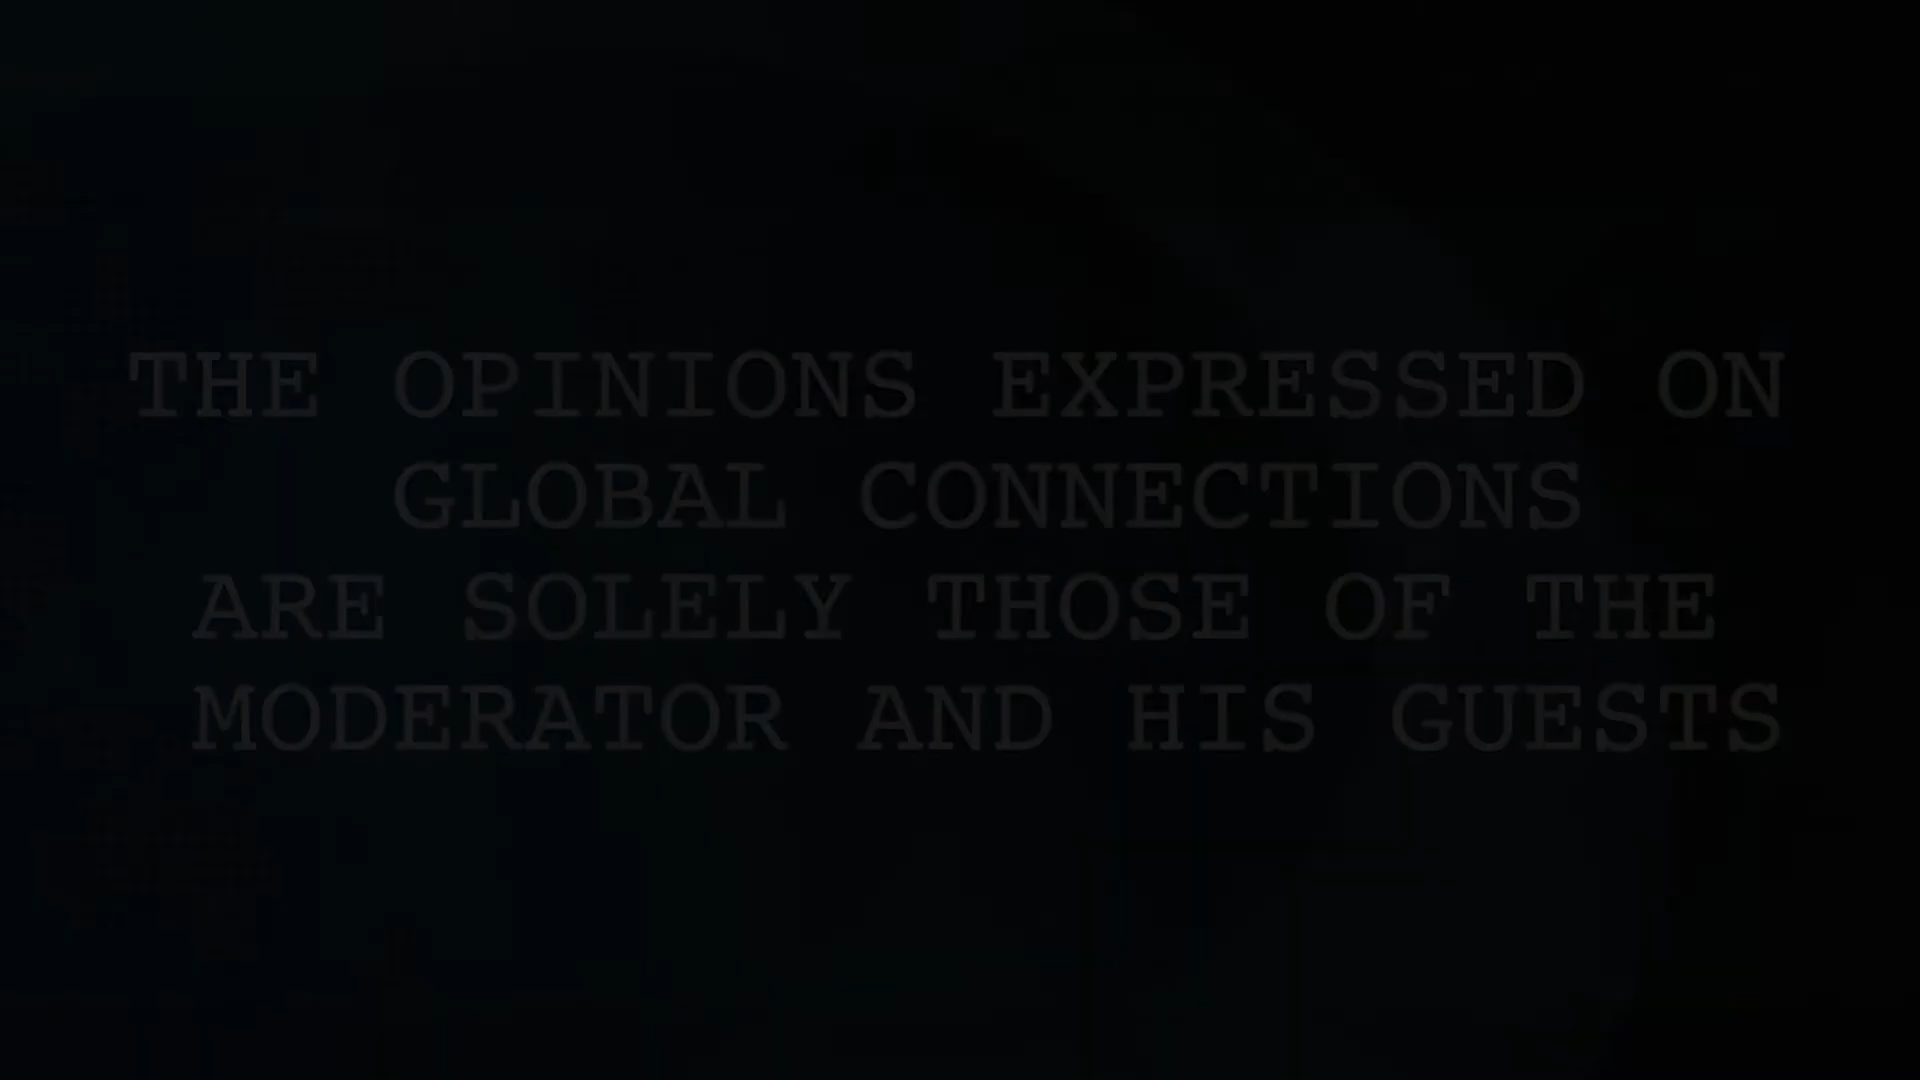 THE OPINIONS EXPRESSED ON
GLOBAL CONNECTIONS
ARE SOLELY THOSE OF THE
MODERATOR AND HIS GUESTS